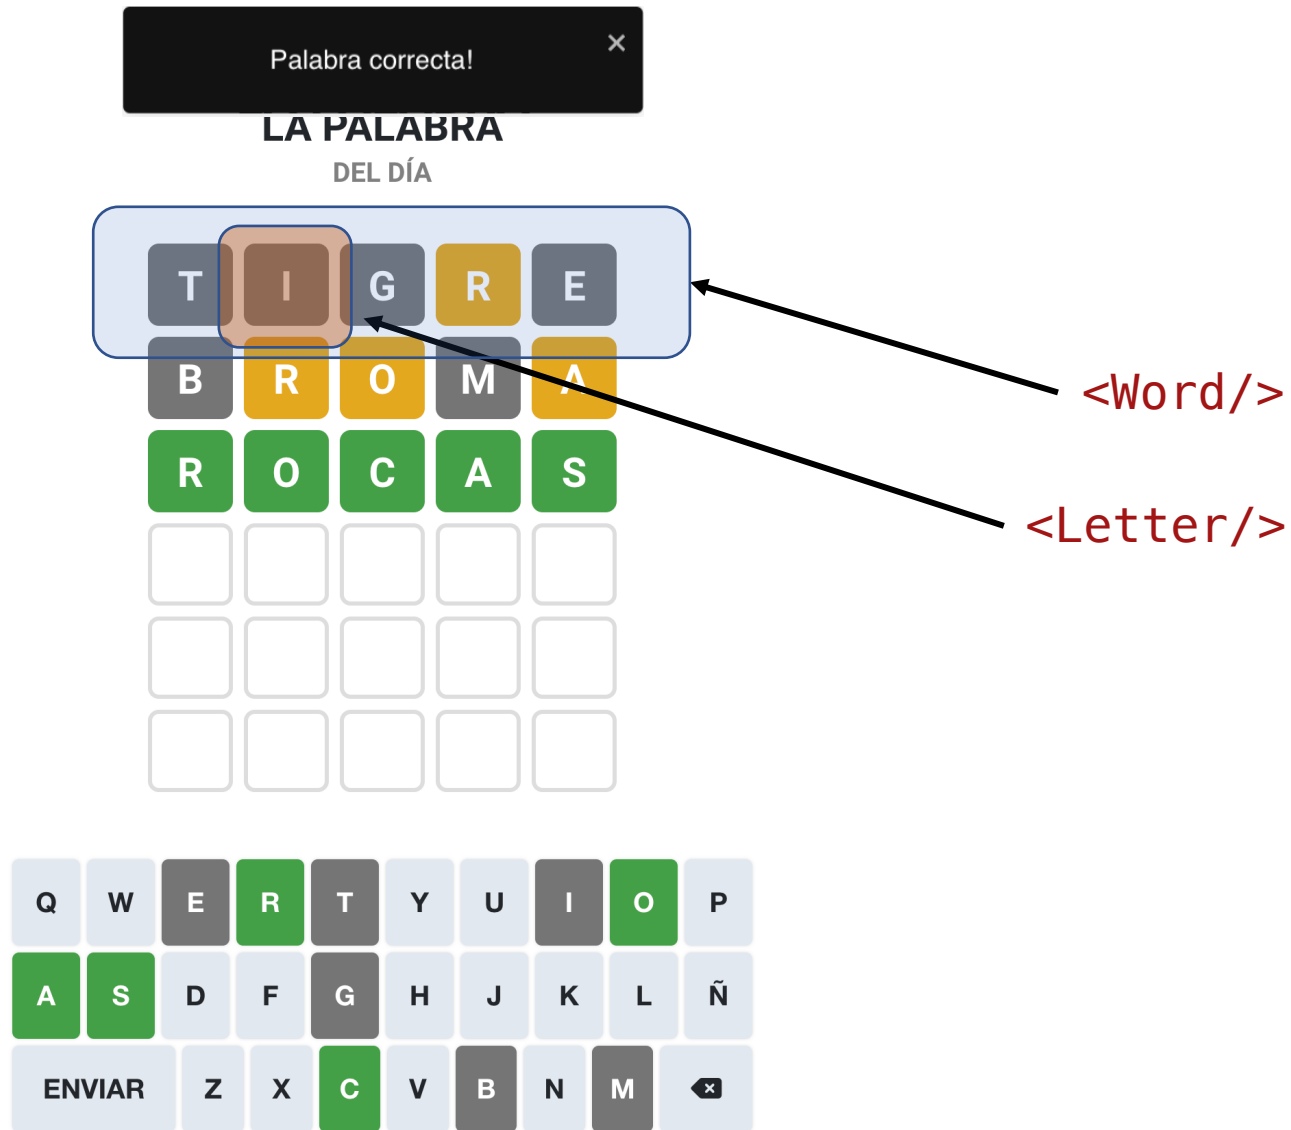 Palabra correcta! ×
LA PALABRA
DEL DÍA
T I G R E
B R O M A
R O C A S
<Word/>
<Letter/>
Q W E R T Y U I O P
A S D F G H J K L Ñ
ENVIAR Z X C V B N M